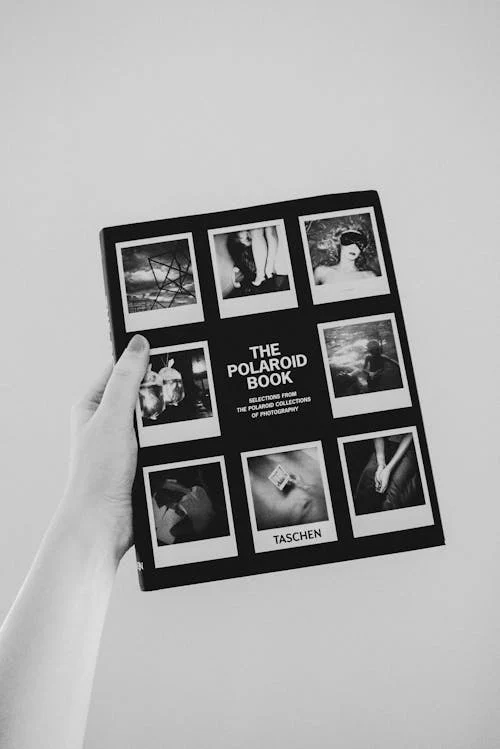 THE
POLAROID
BOOK
SELECTIONS FROM
THE POLAROID COLLECTIONS
OF PHOTOGRAPHY
TASCHEN